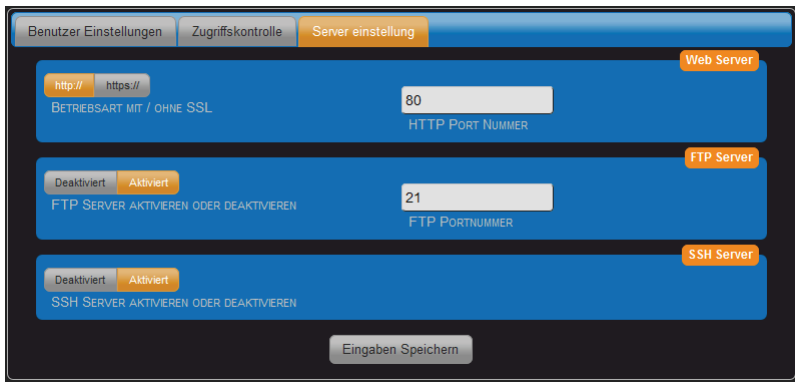 Benutzer Einstellungen Zugriffskontrolle Server einstellung
Web Server
http:// https://
BETRIEBSART MIT / OHNE SSL
80
HTTP PORT NUMMER
FTP Server
Deaktiviert Aktiviert
FTP SERVER AKTIVIEREN ODER DEAKTIVIEREN
21
FTP PORTNUMMER
SSH Server
Deaktiviert Aktiviert
SSH SERVER AKTIVIEREN ODER DEAKTIVIEREN
Eingaben Speichern